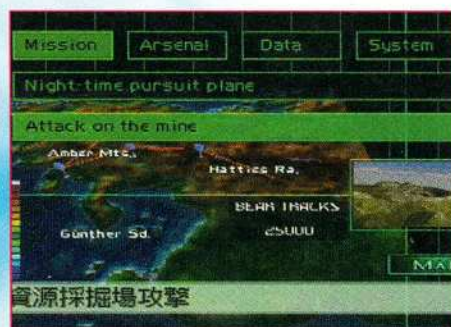 Mission Arsenal Data System
Night-time pursuit plane
Attack on the mine
Amber Mts.
Hatties Ra.
BEAR TRACKS
25000
Günther Sd.
資源採掘場攻撃